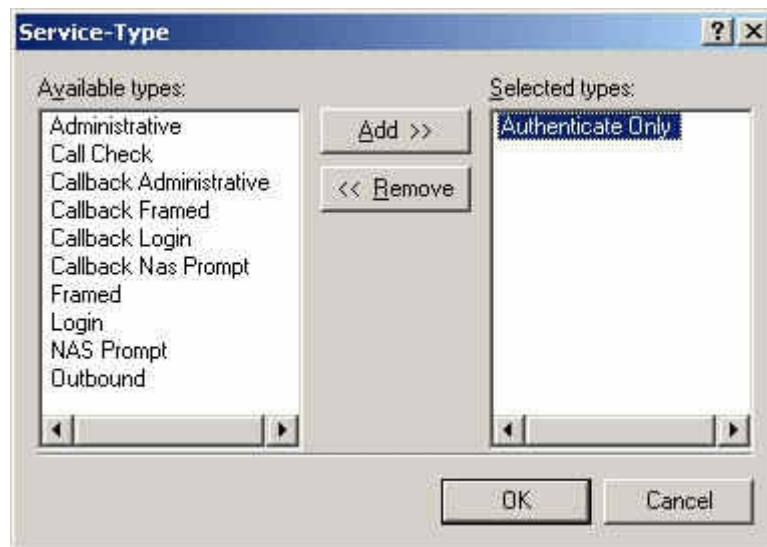 Service-Type
Available types:
Administrative
Call Check
Callback Administrative
Callback Framed
Callback Login
Callback Nas Prompt
Framed
Login
NAS Prompt
Outbound
Add >>
<< Remove
Selected types:
Authenticate Only
OK
Cancel